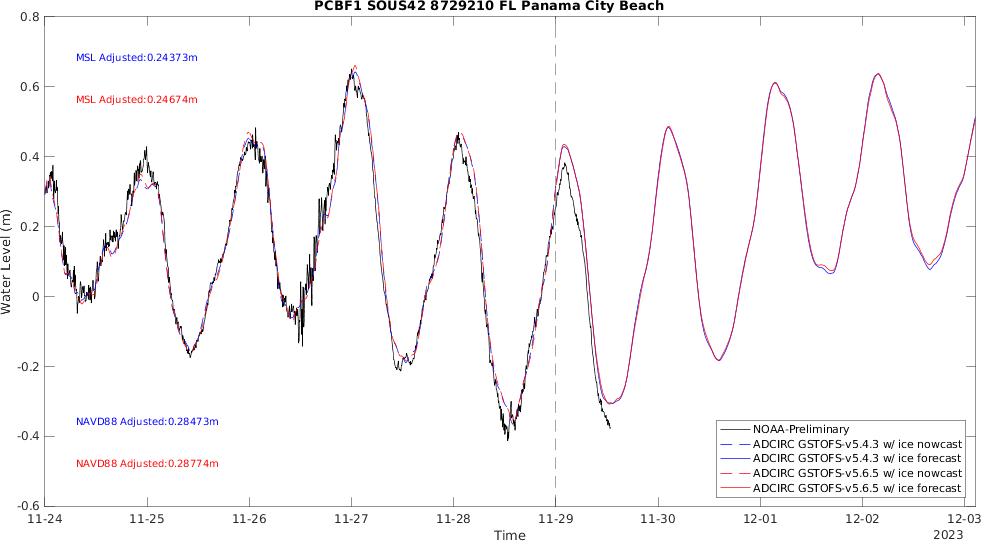 PCBF1 SOUS42 8729210 FL Panama City Beach
0.8
0.6
0.4
0.2
0
-0.2
-0.4
-0.6
Water Level (m)
MSL Adjusted:0.24373m
MSL Adjusted:0.24674m
NAVD88 Adjusted:0.28473m
NAVD88 Adjusted:0.28774m
NOAA-Preliminary
ADCIRC GSTOFS-v5.4.3 w/ ice nowcast
ADCIRC GSTOFS-v5.4.3 w/ ice forecast
ADCIRC GSTOFS-v5.6.5 w/ ice nowcast
ADCIRC GSTOFS-v5.6.5 w/ ice forecast
11-24 11-25 11-26 11-27 11-28 11-29 11-30 12-01 12-02 12-03
Time
2023